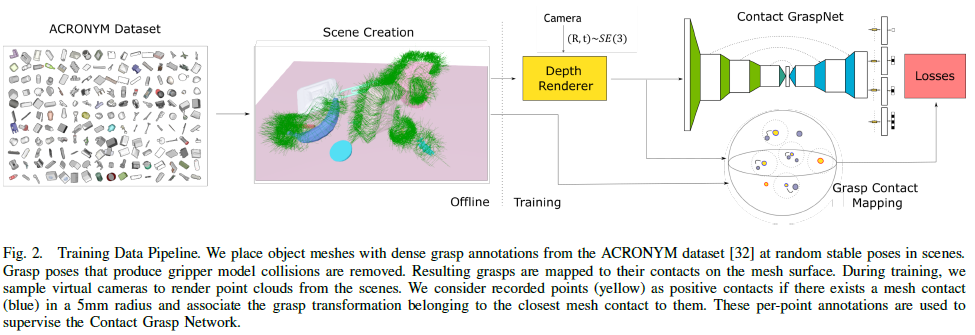 ACRONYM Dataset
Scene Creation
Camera
(R, t)~SE(3)
Contact GraspNet
Depth
Renderer
Losses
Grasp Contact
Mapping
Offline
Training
Fig. 2. Training Data Pipeline. We place object meshes with dense grasp annotations from the ACRONYM dataset [32] at random stable poses in scenes.
Grasp poses that produce gripper model collisions are removed. Resulting grasps are mapped to their contacts on the mesh surface. During training, we
sample virtual cameras to render point clouds from the scenes. We consider recorded points (yellow) as positive contacts if there exists a mesh contact
(blue) in a 5mm radius and associate the grasp transformation belonging to the closest mesh contact to them. These per-point annotations are used to
supervise the Contact Grasp Network.